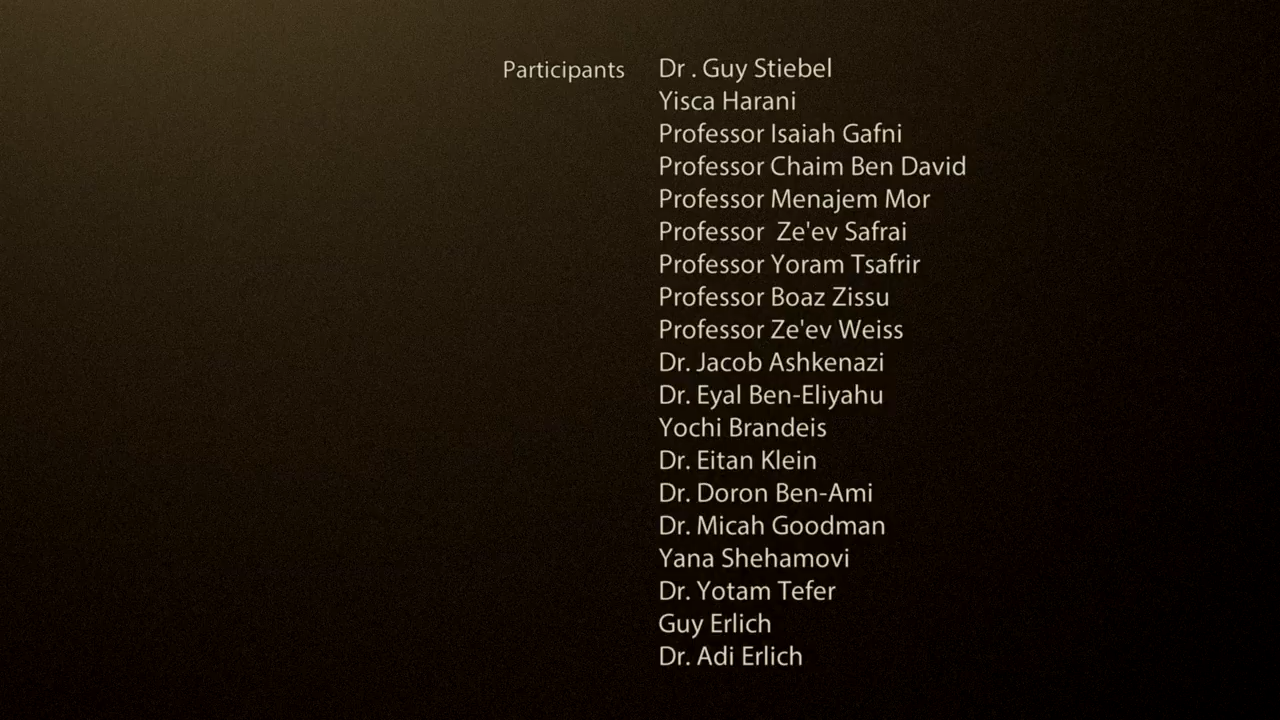 Participants Dr . Guy Stiebel
Yisca Harani
Professor Isaiah Gafni
Professor Chaim Ben David
Professor Menajem Mor
Professor  Ze'ev Safrai
Professor Yoram Tsafrir
Professor Boaz Zissu
Professor Ze'ev Weiss
Dr. Jacob Ashkenazi
Dr. Eyal Ben-Eliyahu
Yochi Brandeis
Dr. Eitan Klein
Dr. Doron Ben-Ami
Dr. Micah Goodman
Yana Shehamovi
Dr. Yotam Tefer
Guy Erlich
Dr. Adi Erlich